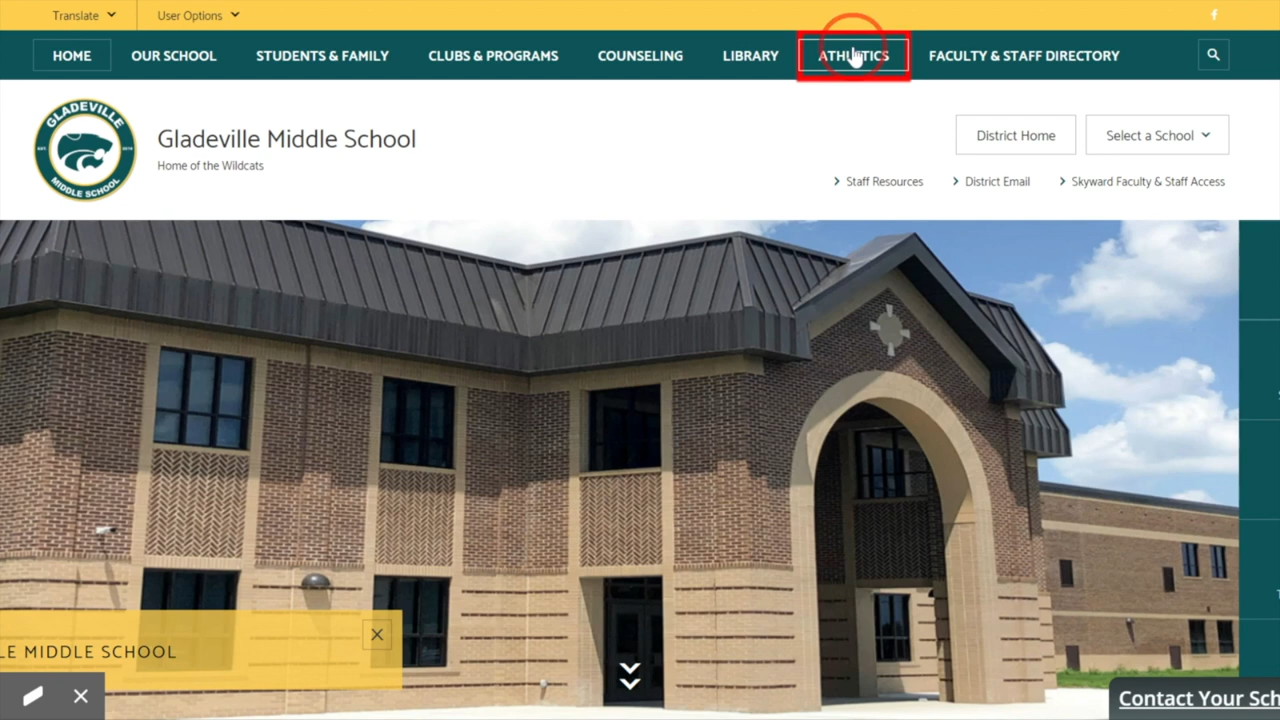 Translate
User Options
HOME
OUR SCHOOL
STUDENTS & FAMILY
CLUBS & PROGRAMS
COUNSELING
LIBRARY
ATHLETICS
FACULTY & STAFF DIRECTORY
GLADEVILLE
MIDDLE SCHOOL
Gladeville Middle School
Home of the Wildcats
District Home
Select a School
Staff Resources
District Email
Skyward Faculty & Staff Access
MIDDLE SCHOOL
Contact Your